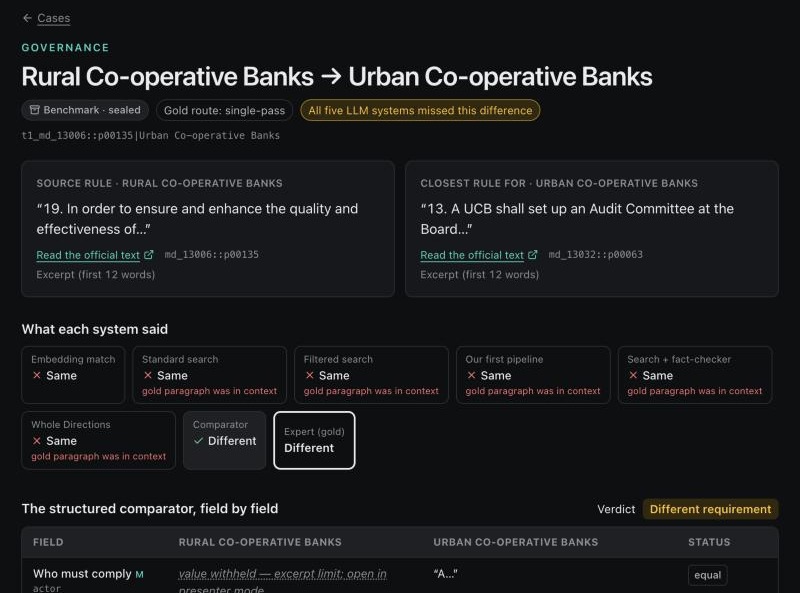 ← Cases
GOVERNANCE
Rural Co-operative Banks → Urban Co-operative Banks
Benchmark · sealed
Gold route: single-pass
All five LLM systems missed this difference
t1_md_13006::p00135|Urban Co-operative Banks
SOURCE RULE · RURAL CO-OPERATIVE BANKS
“19. In order to ensure and enhance the quality and
effectiveness of…”
Read the official text md_13006::p00135
Excerpt (first 12 words)
CLOSEST RULE FOR · URBAN CO-OPERATIVE BANKS
“13. A UCB shall set up an Audit Committee at the
Board…”
Read the official text md_13032::p00063
Excerpt (first 12 words)
What each system said
Embedding match
✕ Same
Standard search
✕ Same
gold paragraph was in context
Filtered search
✕ Same
gold paragraph was in context
Our first pipeline
✕ Same
gold paragraph was in context
Search + fact-checker
✕ Same
gold paragraph was in context
Whole Directions
✕ Same
gold paragraph was in context
Comparator
✓ Different
Expert (gold)
Different
The structured comparator, field by field
Verdict Different requirement
FIELD RURAL CO-OPERATIVE BANKS URBAN CO-OPERATIVE BANKS STATUS
Who must comply M
actor
value withheld — excerpt limit; open in
presenter mode
“A…”
equal